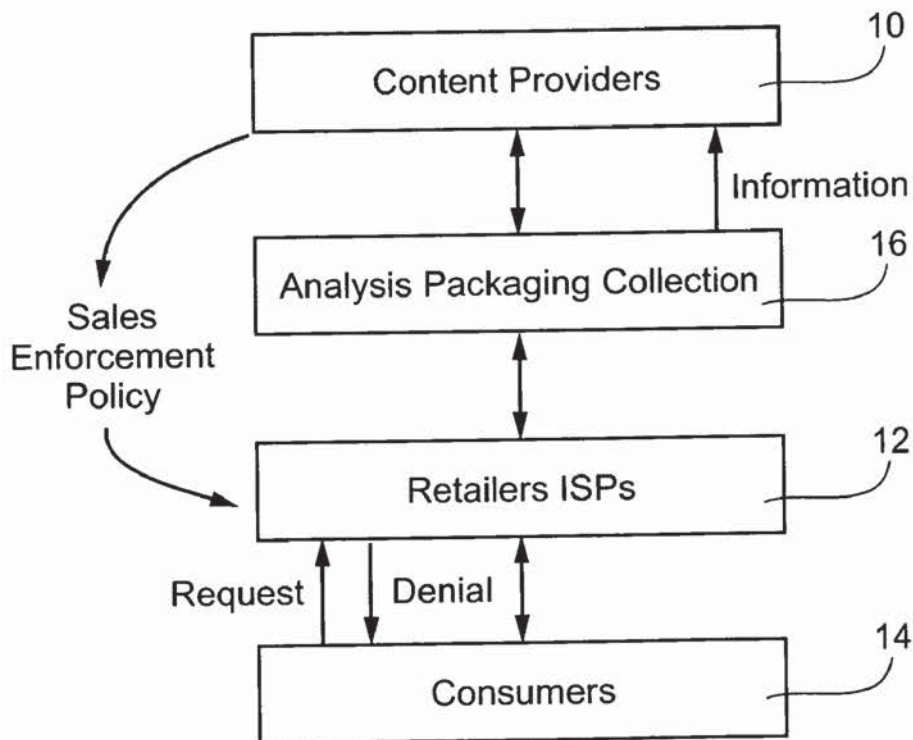 10
Content Providers
Information
16
Analysis Packaging Collection
Sales
Enforcement
Policy
12
Retailers ISPs
Request
Denial
14
Consumers